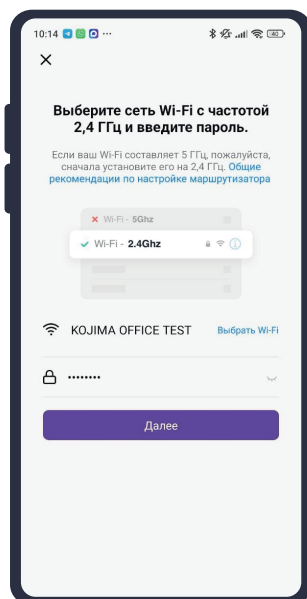 10:14 ... 40
Выберите сеть Wi-Fi с частотой
2,4 ГГц и введите пароль.
Если ваш Wi-Fi составляет 5 ГГц, пожалуйста,
сначала установите его на 2,4 ГГц. Общие
рекомендации по настройке маршрутизатора
Wi-Fi - 5Ghz
Wi-Fi - 2.4Ghz
KOJIMA OFFICE TEST Выбрать Wi-Fi
••••••••
Далее